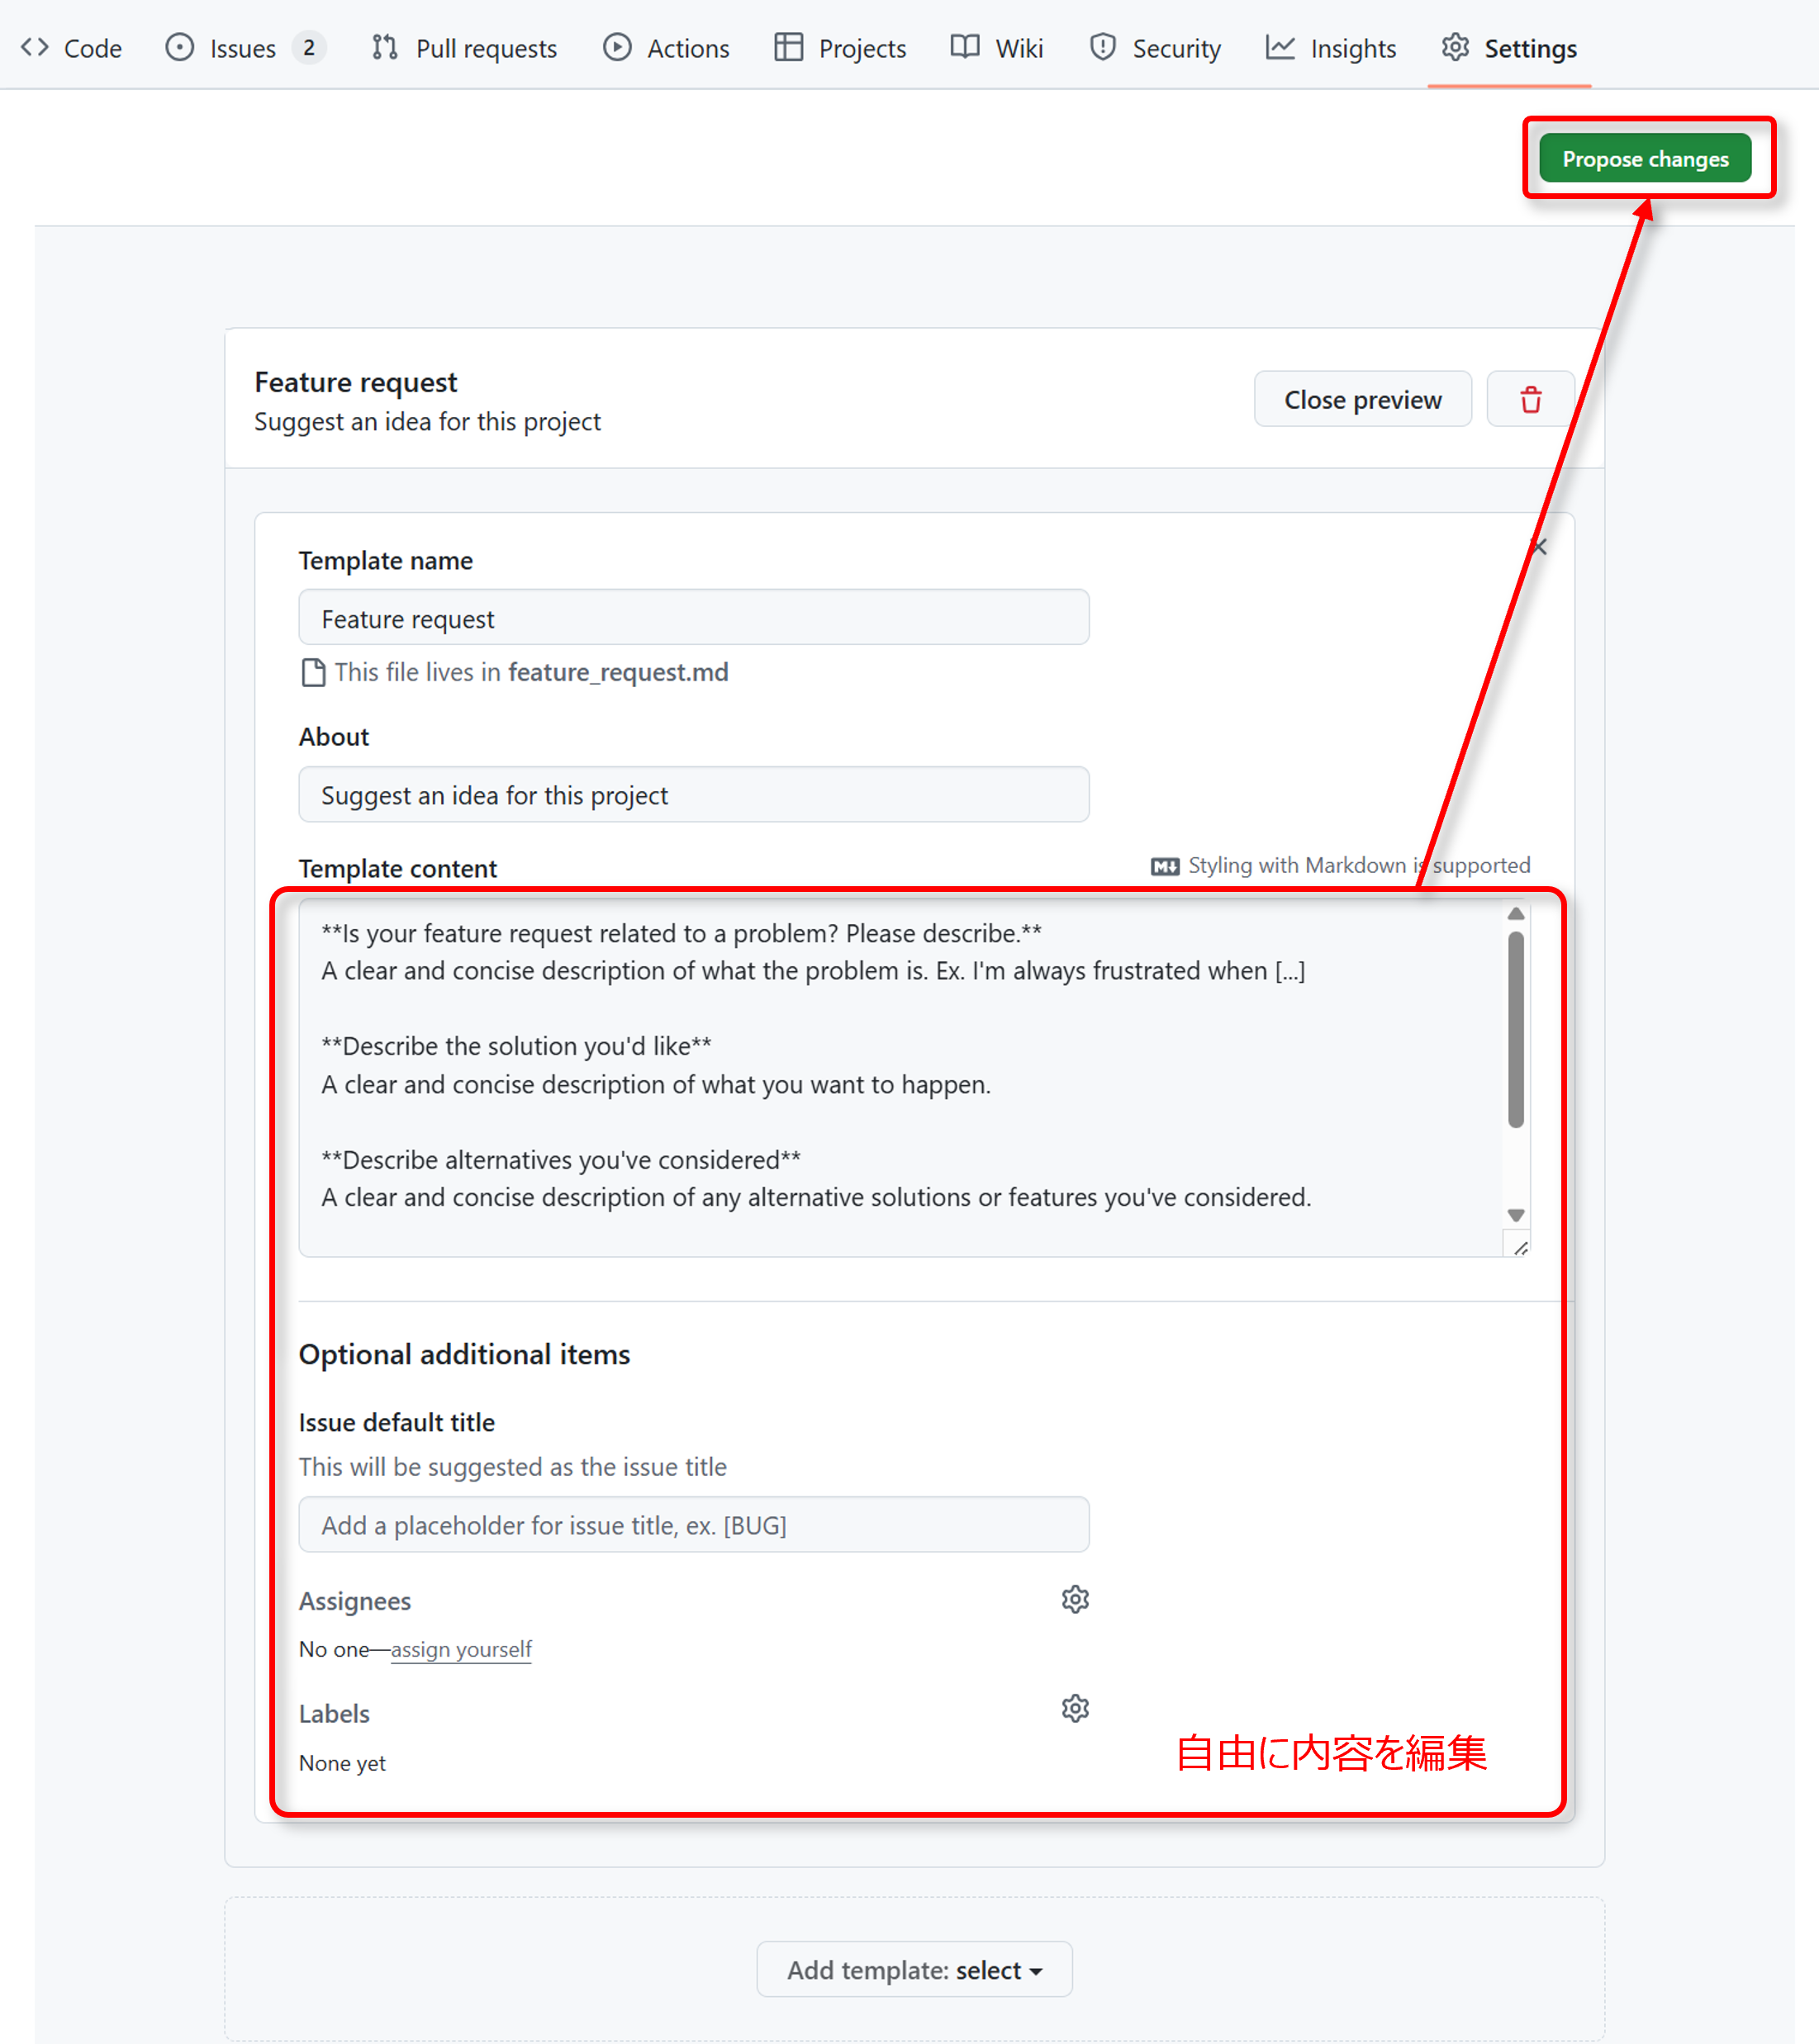 Code Issues 2 Pull requests Actions Projects Wiki Security Insights Settings
Propose changes
Feature request
Suggest an idea for this project
Close preview
Template name
Feature request
This file lives in feature_request.md
About
Suggest an idea for this project
Template content
Styling with Markdown is supported
**Is your feature request related to a problem? Please describe.**
A clear and concise description of what the problem is. Ex. I'm always frustrated when [...]
**Describe the solution you'd like**
A clear and concise description of what you want to happen.
**Describe alternatives you've considered**
A clear and concise description of any alternative solutions or features you've considered.
Optional additional items
Issue default title
This will be suggested as the issue title
Add a placeholder for issue title, ex. [BUG]
Assignees
No one—assign yourself
Labels
None yet
自由に内容を編集
Add template: select